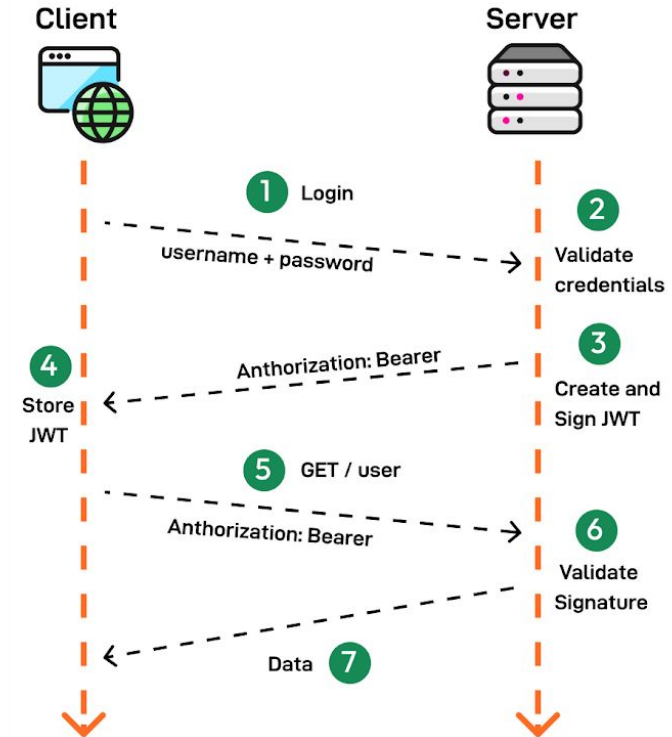 Client
Server
1 Login
username + password
2
Validate
credentials
3
Create and
Sign JWT
Anthorization: Bearer
4
Store
JWT
5 GET / user
Anthorization: Bearer
6
Validate
Signature
Data 7